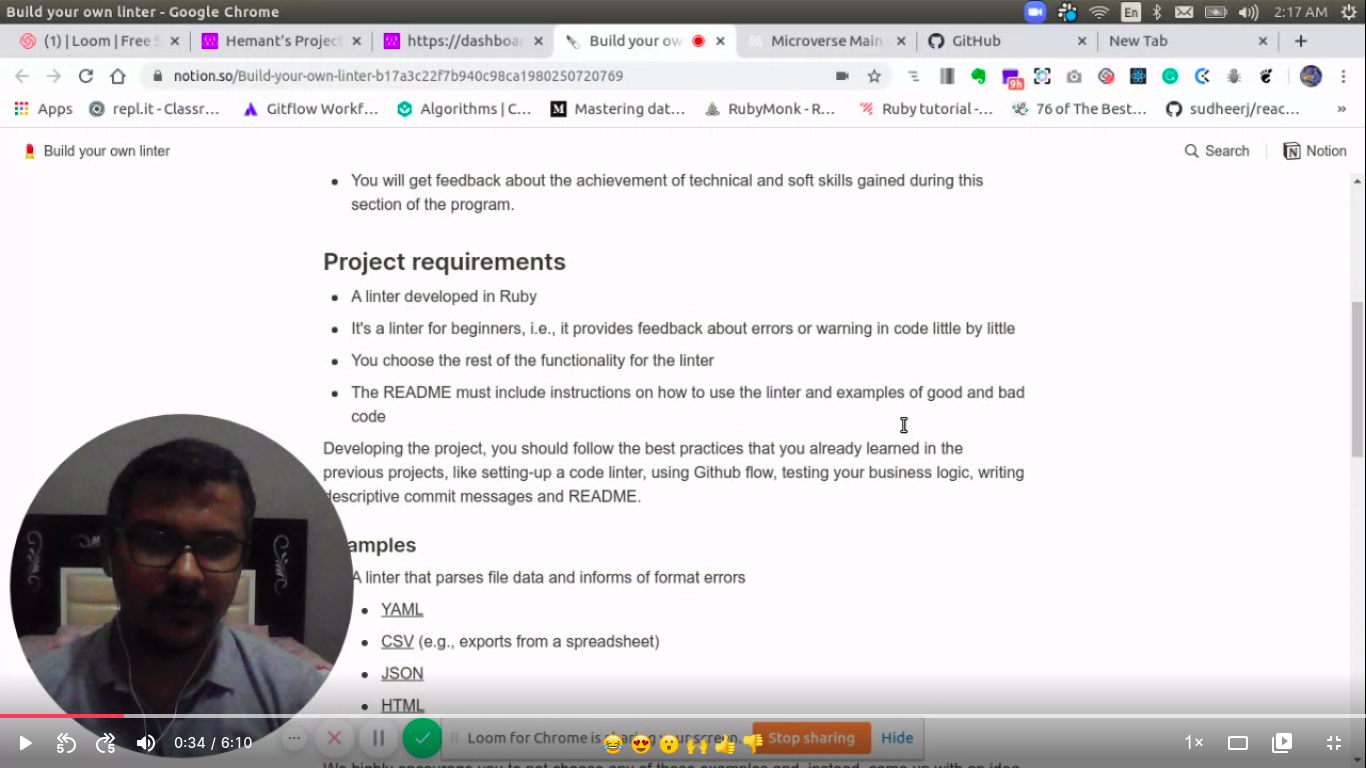 Build your own linter - Google Chrome
En
2:17 AM
(1) | Loom | Free S
Hemant's Project
https://dashboar
Build your ow
Microverse Main
GitHub
New Tab
notion.so/Build-your-own-linter-b17a3c22f7b940c98ca1980250720769
9h
Apps
repl.it - Classr...
Gitflow Workf...
Algorithms | C...
Mastering dat...
RubyMonk - R...
Ruby tutorial -...
76 of The Best...
sudheerj/reac...
»
Build your own linter
Search
Notion
• You will get feedback about the achievement of technical and soft skills gained during this
section of the program.
Project requirements
• A linter developed in Ruby
• It's a linter for beginners, i.e., it provides feedback about errors or warning in code little by little
• You choose the rest of the functionality for the linter
• The README must include instructions on how to use the linter and examples of good and bad
code
Developing the project, you should follow the best practices that you already learned in the
previous projects, like setting-up a code linter, using Github flow, testing your business logic, writing
descriptive commit messages and README.
amples
A linter that parses file data and informs of format errors
• YAML
• CSV (e.g., exports from a spreadsheet)
• JSON
• HTML
0:34 / 6:10
Loom for Chrome is sharing your screen.
Stop sharing
Hide
1×
We highly encourage you to not choose any of these examples and, instead, come up with an idea